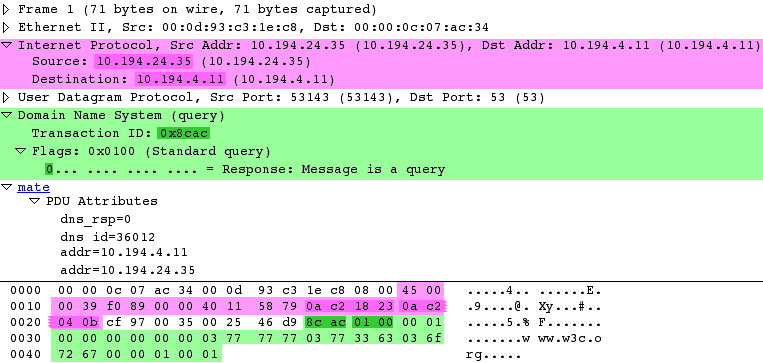 Frame 1 (71 bytes on wire, 71 bytes captured)
Ethernet II, Src: 00:0d:93:c3:1e:c8, Dst: 00:00:0c:07:ac:34
Internet Protocol, Src Addr: 10.194.24.35 (10.194.24.35), Dst Addr: 10.194.4.11 (10.194.4.11)
Source: 10.194.24.35 (10.194.24.35)
Destination: 10.194.4.11 (10.194.4.11)
User Datagram Protocol, Src Port: 53143 (53143), Dst Port: 53 (53)
Domain Name System (query)
Transaction ID: 0x8cac
Flags: 0x0100 (Standard query)
0... .... .... .... = Response: Message is a query
mate
PDU Attributes
dns_rsp=0
dns id=36012
addr=10.194.4.11
addr=10.194.24.35
0000 00 00 0c 07 ac 34 00 0d 93 c3 1e c8 08 00 45 00 .....4.. ......E.
0010 00 39 f0 89 00 00 40 11 58 79 0a c2 18 23 0a c2 .9....@. Xy...#..
0020 04 0b cf 97 00 35 00 25 46 d9 8c ac 01 00 00 01 .....5.% F.......
0030 00 00 00 00 00 00 03 77 77 77 03 77 33 63 03 6f .......w ww.w3c.o
0040 72 67 00 00 01 00 01 rg.....